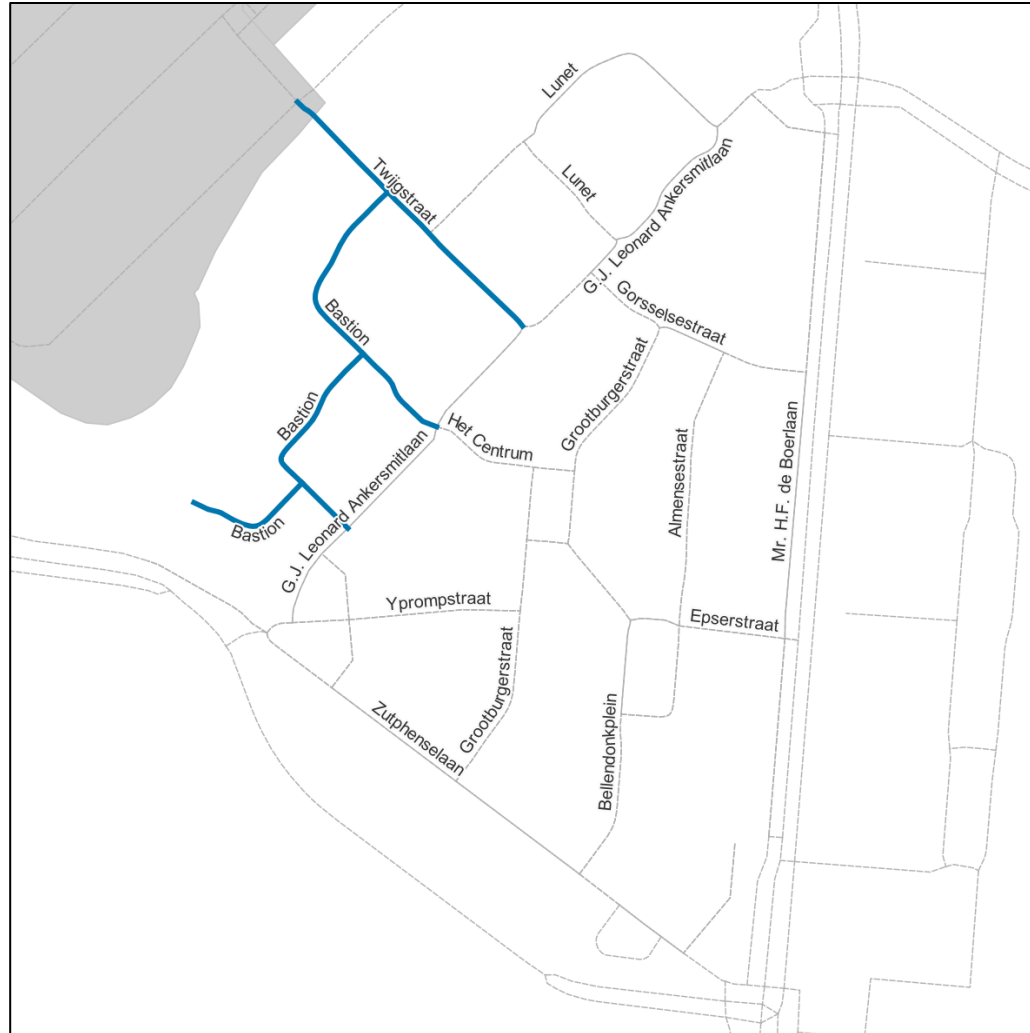 Lunet
Twijgstraat
Lunet
G.J. Leonard Ankersmitlaan
Gorsselsestraat
Bastion
Grootburgerstraat
Bastion
Het Centrum
Mr. H.F. de Boerlaan
Almensestraat
G.J. Leonard Ankersmitlaan
Bastion
Yprompstraat
Epserstraat
Grootburgerstraat
Zutphenselaan
Bellendonkplein